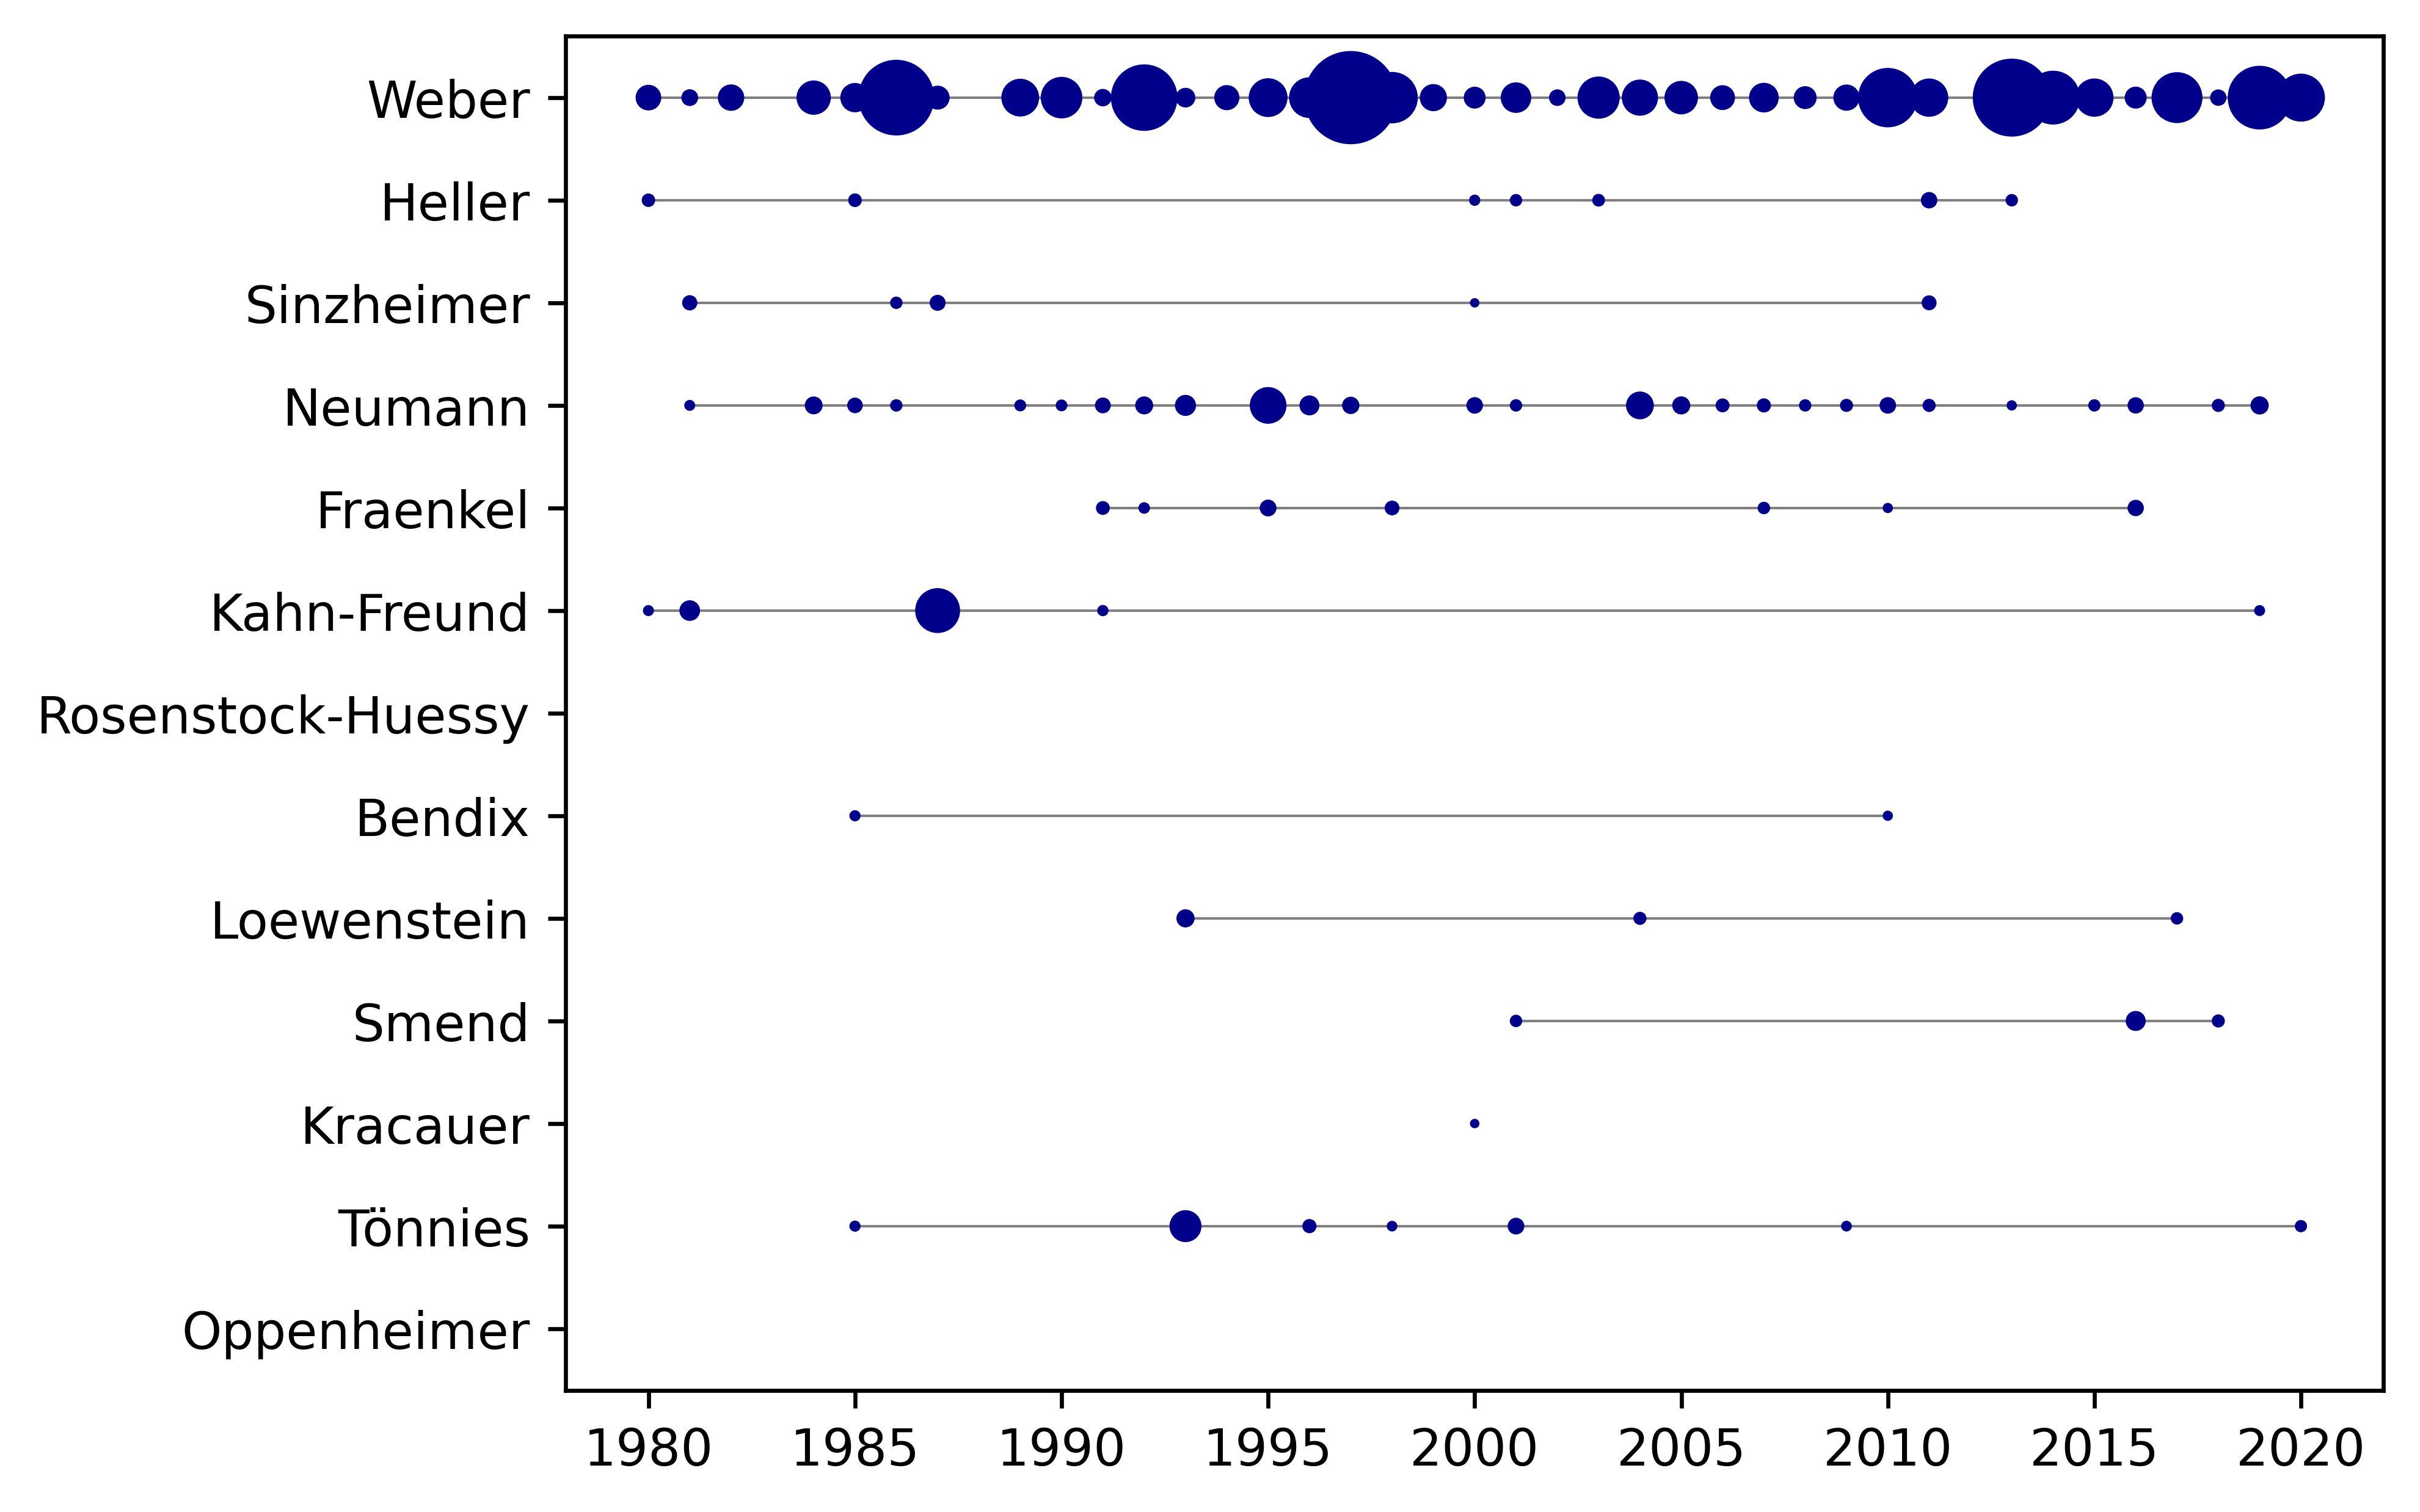 Weber
Heller
Sinzheimer
Neumann
Fraenkel
Kahn-Freund
Rosenstock-Huessy
Bendix
Loewenstein
Smend
Kracauer
Tönnies
Oppenheimer
1980 1985 1990 1995 2000 2005 2010 2015 2020